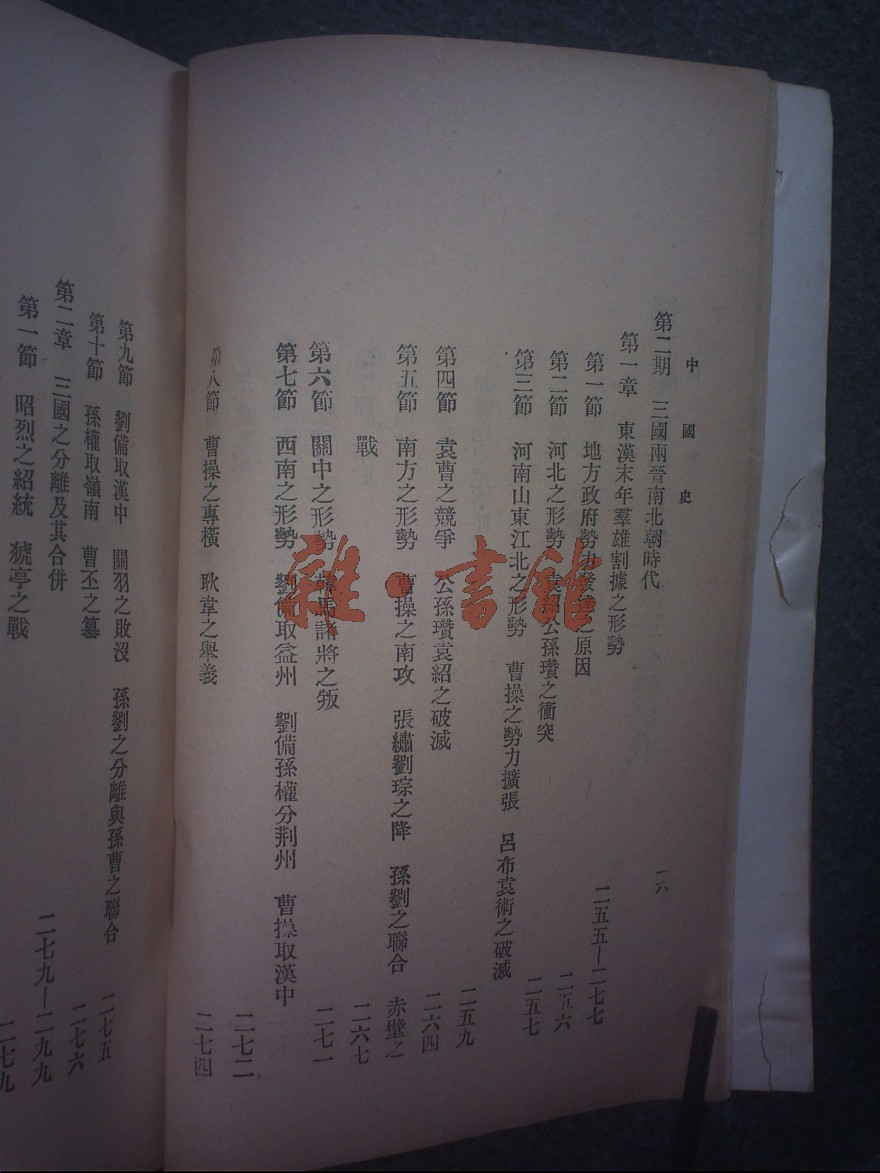 中國史
一六
第二期 三國兩晉南北朝時代
第一章 東漢末年羣雄割據之形勢
二五五—二七七
第一節 地方政府勢力發達之原因
二五六
第二節 河北之形勢 袁紹公孫瓚之衝突
二五七
第三節 河南山東江北之形勢 曹操之勢力擴張 呂布袁術之破滅
二五九
第四節 袁曹之競爭 公孫瓚袁紹之破滅
二六四
第五節 南方之形勢 曹操之南攻 張繡劉琮之降 孫劉之聯合 赤壁之
戰
二六七
第六節 關中之形勢 韓馬諸將之叛
二七一
第七節 西南之形勢 劉備取益州 劉備孫權分荆州 曹操取漢中
二七二
第八節 曹操之專橫 耿韋之舉義
二七四
第九節 劉備取漢中 關羽之敗沒 孫劉之分離與孫曹之聯合
二七五
第十節 孫權取嶺南 曹丕之篡
二七六
第二章 三國之分離及其合併
二七九—二九九
第一節 昭烈之紹統 猇亭之戰
二七九
雜·書館